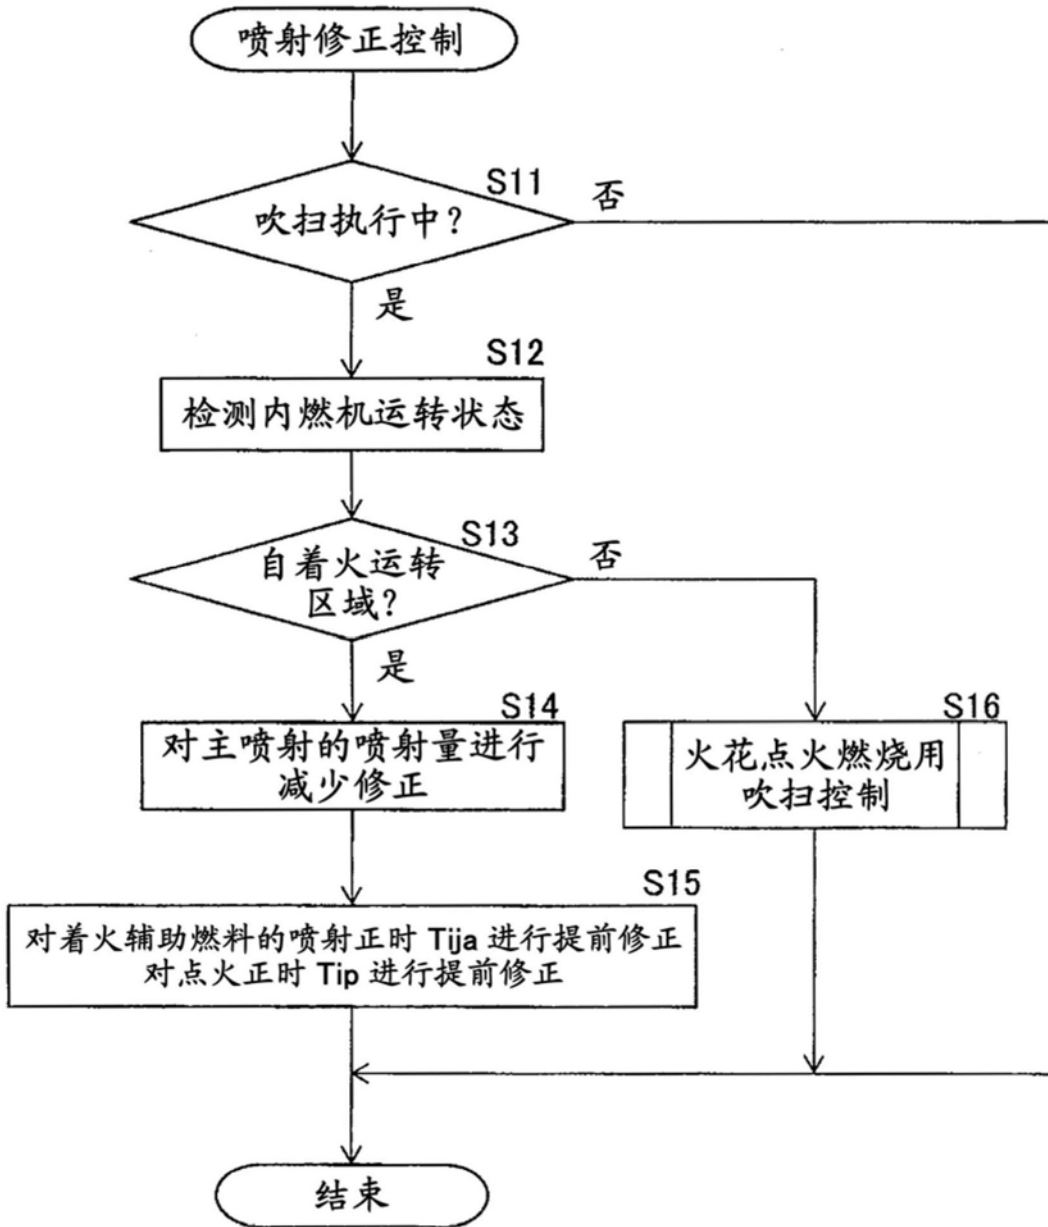 喷射修正控制
S11
吹扫执行中？
否
是
S12
检测内燃机运转状态
S13
自着火运转
区域？
否
是
S14
对主喷射的喷射量进行
减少修正
S16
火花点火燃烧用
吹扫控制
S15
对着火辅助燃料的喷射正时 Tija 进行提前修正
对点火正时 Tip 进行提前修正
结束